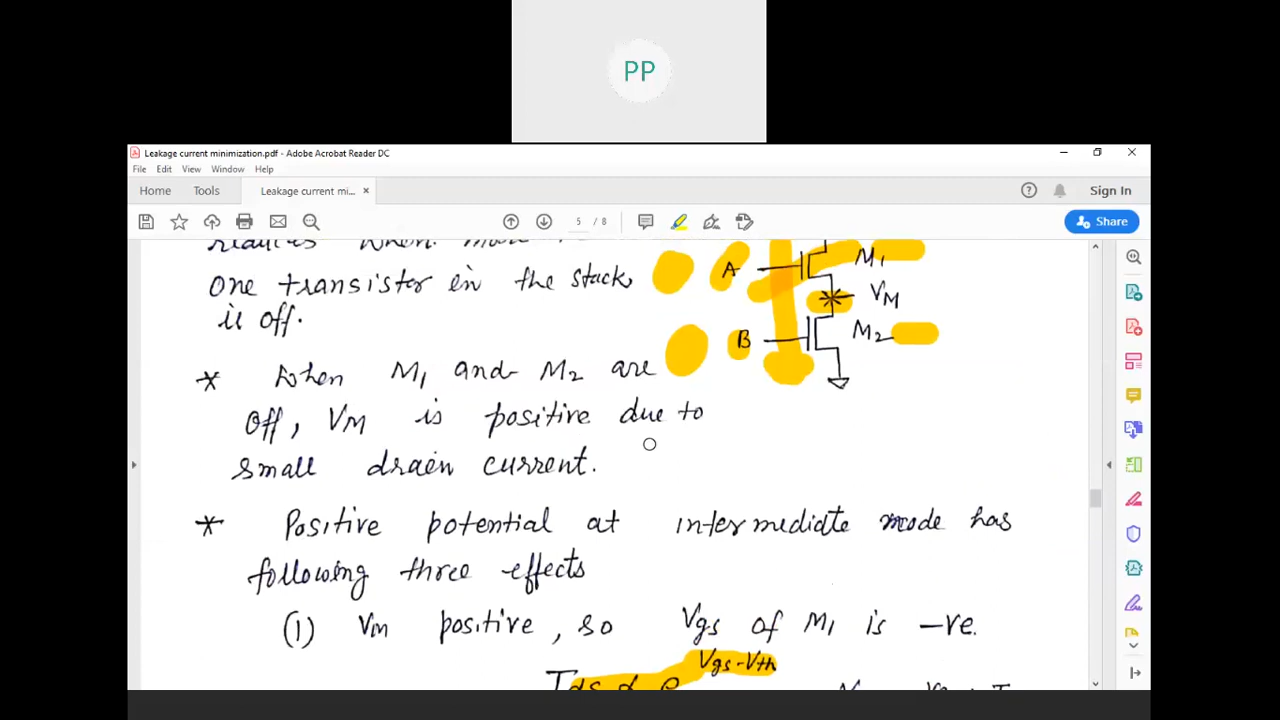 PP
Leakage current minimization.pdf - Adobe Acrobat Reader DC
File Edit View Window Help
Home Tools Leakage current mi... × Sign In
5 / 8 Share
one transistor in the stack
is off.
A M1
VM
B M2
* When M1 and M2 are
off, VM is positive due to
small drain current.
* Positive potential at intermediate mode has
following three effects
(1) VM positive, so Vgs of M1 is -ve.
Vgs-Vth
Ids α e